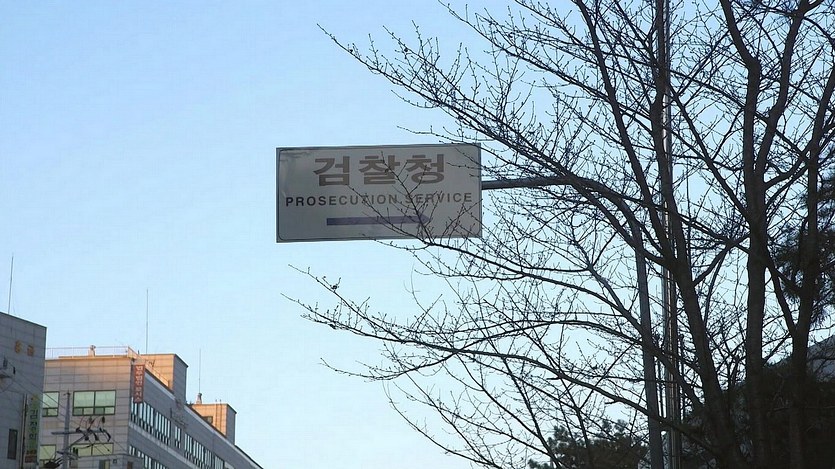 검찰청
PROSECUTION SERVICE